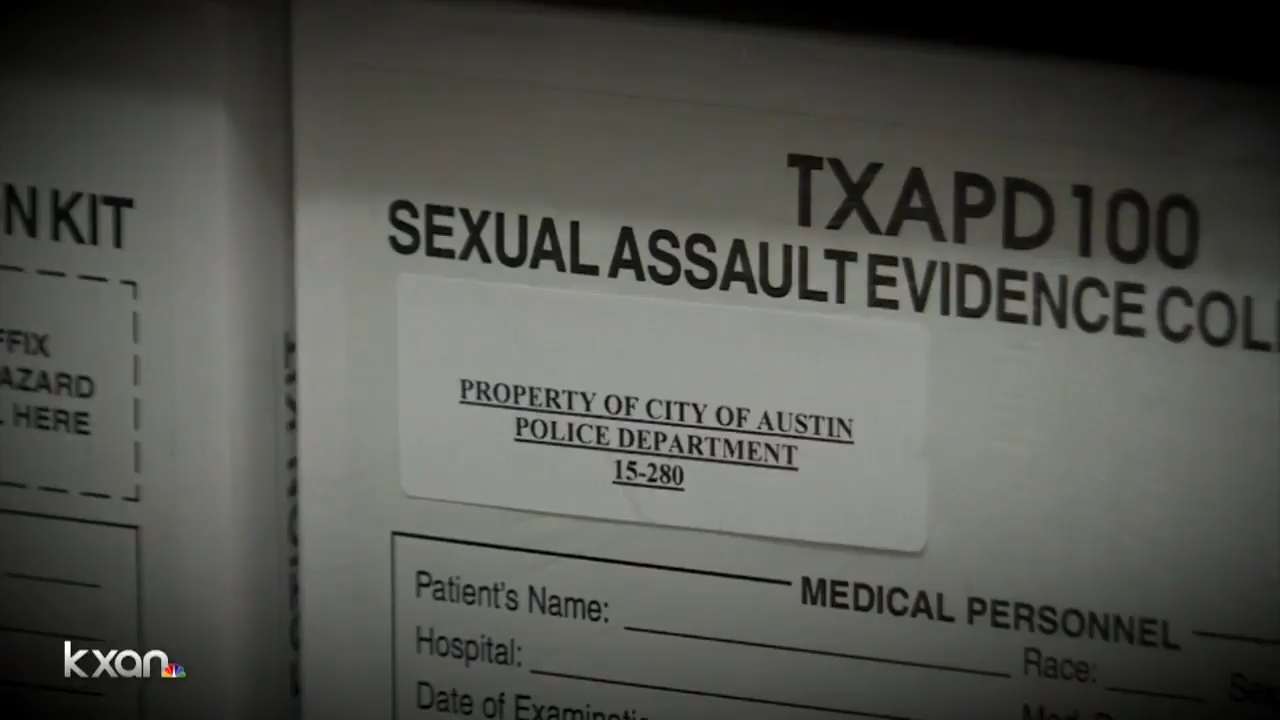 N KIT
FFIX
AZARD
HERE
TXAPD 100
SEXUAL ASSAULT EVIDENCE COL
PROPERTY OF CITY OF AUSTIN
POLICE DEPARTMENT
15-280
MEDICAL PERSONNEL
Patient's Name:
Race:
Hospital:
Date of Examinati
kxan